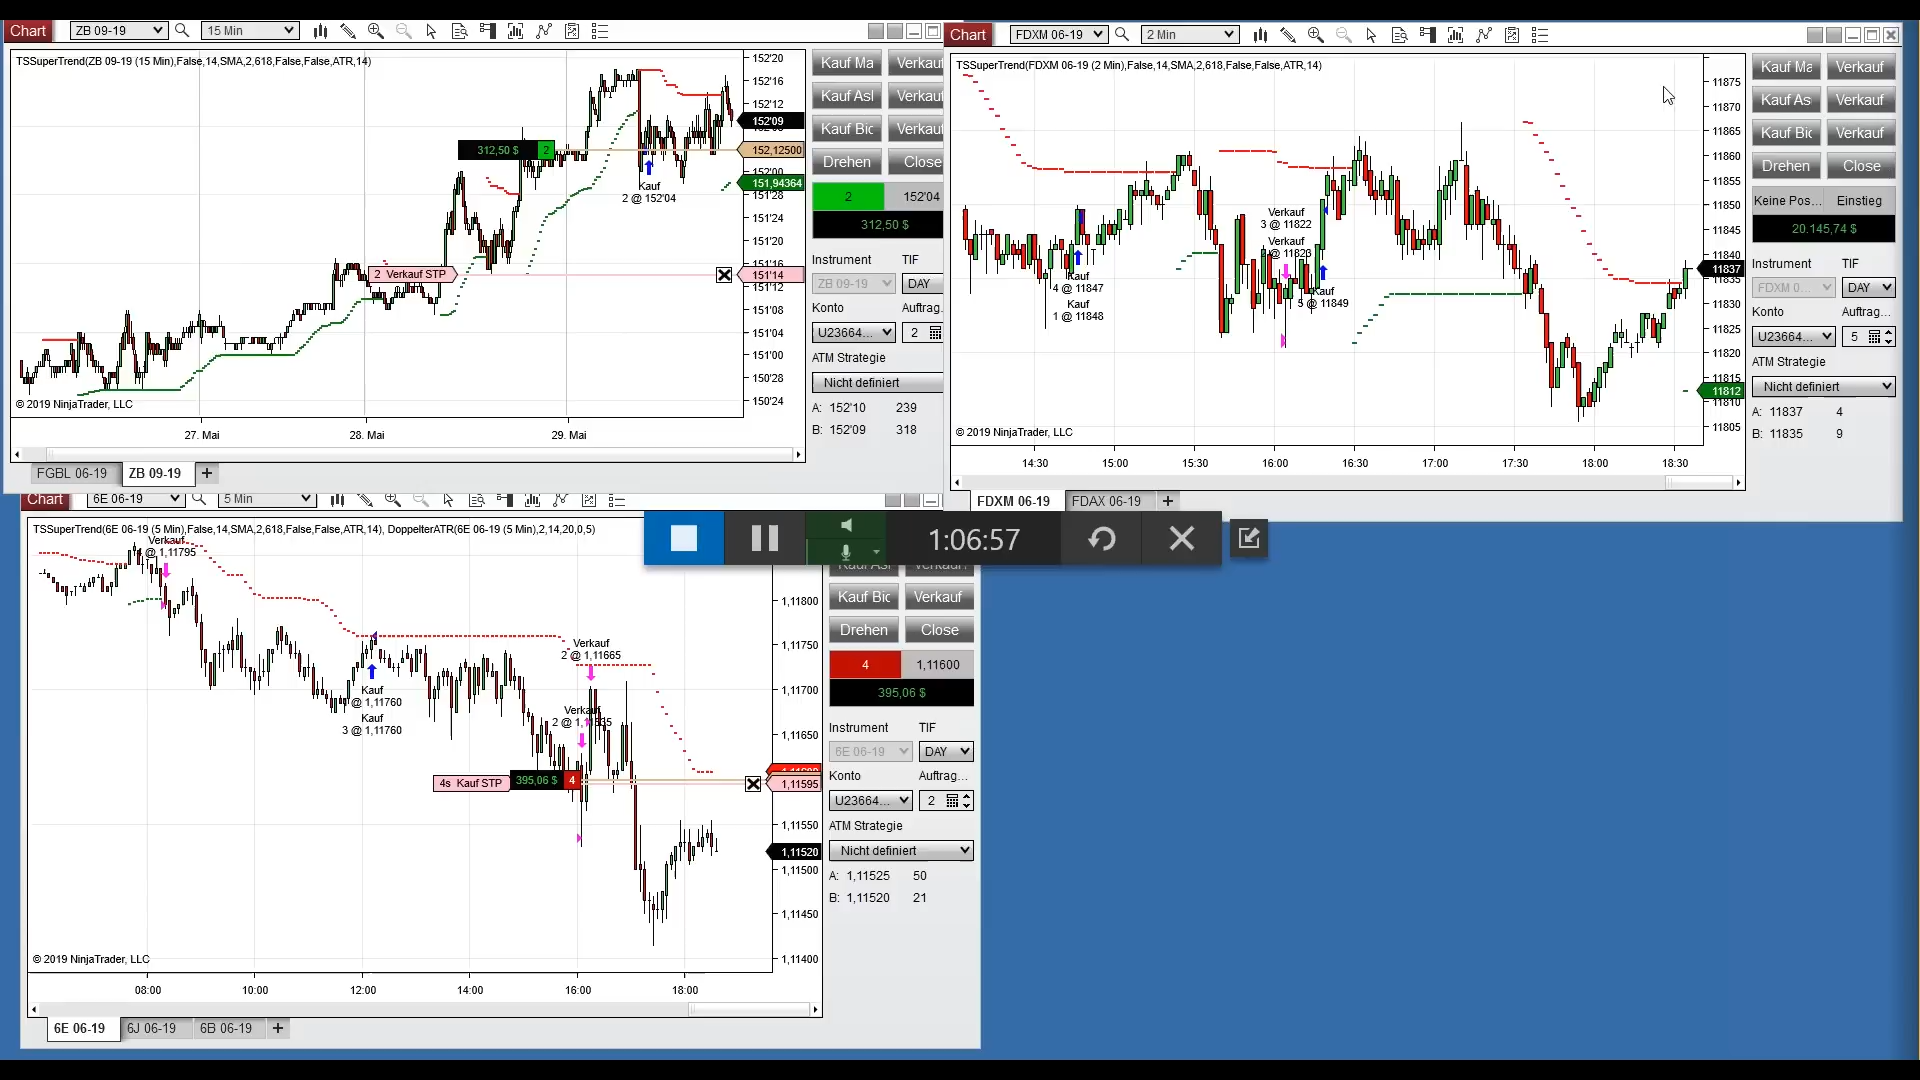 Chart ZB 09-19 15 Min
TSSuperTrend(ZB 09-19 (15 Min),False,14,SMA,2,618,False,False,ATR,14)
152'20
152'16
152'12
152'09
152,12500
152'00
151,94364
151'28
151'24
151'20
151'16
151'14
151'12
151'08
151'04
151'00
150'28
150'24
312,50 $ 2
Kauf
2 @ 152'04
2 Verkauf STP
© 2019 NinjaTrader, LLC
27. Mai 28. Mai 29. Mai
FGBL 06-19 ZB 09-19 +
Kauf Ma Verkauf
Kauf Asl Verkauf
Kauf Bic Verkauf
Drehen Close
2 152'04
312,50 $
Instrument TIF
ZB 09-19 DAY
Konto Auftrag...
U23664... 2
ATM Strategie
Nicht definiert
A: 152'10 239
B: 152'09 318
Chart FDXM 06-19 2 Min
TSSuperTrend(FDXM 06-19 (2 Min),False,14,SMA,2,618,False,False,ATR,14)
11875
11870
11865
11860
11855
11850
11845
11840
11837
11830
11825
11820
11815
11812
11810
11805
Kauf
4 @ 11847
Kauf
1 @ 11848
Verkauf
3 @ 11822
Verkauf
@ 11823
Kauf
5 @ 11849
© 2019 NinjaTrader, LLC
14:30 15:00 15:30 16:00 16:30 17:00 17:30 18:00 18:30
FDXM 06-19 FDAX 06-19 +
Kauf Ma Verkauf
Kauf As Verkauf
Kauf Bic Verkauf
Drehen Close
Keine Pos... Einstieg
20.145,74 $
Instrument TIF
FDXM 0... DAY
Konto Auftrag...
U23664... 5
ATM Strategie
Nicht definiert
A: 11837 4
B: 11835 9
Chart 6E 06-19 5 Min
TSSuperTrend(6E 06-19 (5 Min),False,14,SMA,2,618,False,False,ATR,14), DoppelterATR(6E 06-19 (5 Min),2,14,20,0,5)
Verkauf
@ 1,11795
Kauf
@ 1,11760
Kauf
3 @ 1,11760
Verkauf
2 @ 1,11665
Verkauf
4s Kauf STP 395,06 $ 4
1,11800
1,11750
1,11700
1,11650
1,11595
1,11550
1,11520
1,11500
1,11450
1,11400
© 2019 NinjaTrader, LLC
08:00 10:00 12:00 14:00 16:00 18:00
6E 06-19 6J 06-19 6B 06-19 +
1:06:57
Kauf Asl Verkauf
Kauf Bic Verkauf
Drehen Close
4 1,11600
395,06 $
Instrument TIF
6E 06-19 DAY
Konto Auftrag...
U23664... 2
ATM Strategie
Nicht definiert
A: 1,11525 50
B: 1,11520 21